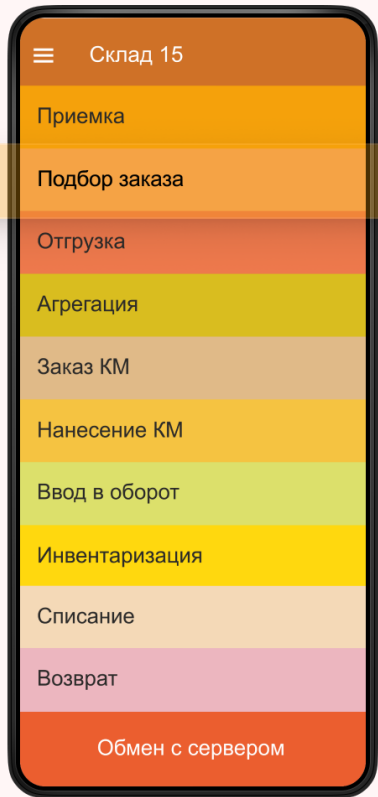 Склад 15
Приемка
Подбор заказа
Отгрузка
Агрегация
Заказ КМ
Нанесение КМ
Ввод в оборот
Инвентаризация
Списание
Возврат
Обмен с сервером